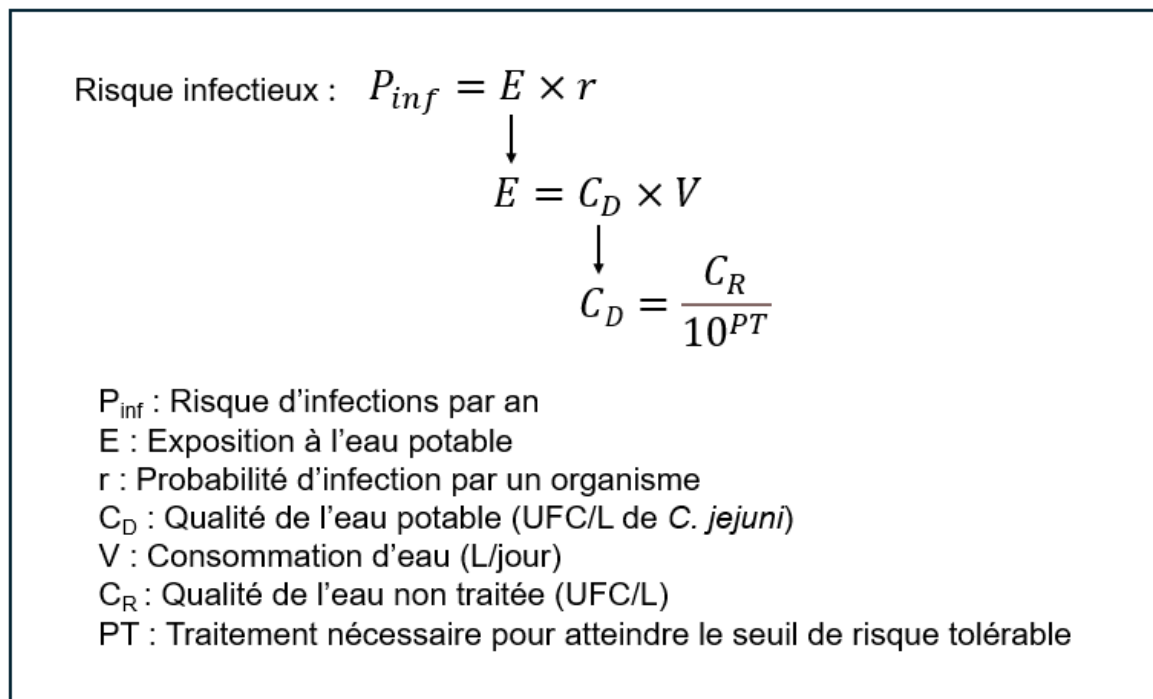 Risque infectieux : P_inf = E × r
E = C_D × V
C_D = C_R / 10^PT
P_inf : Risque d’infections par an
E : Exposition à l’eau potable
r : Probabilité d’infection par un organisme
C_D : Qualité de l’eau potable (UFC/L de C. jejuni)
V : Consommation d’eau (L/jour)
C_R : Qualité de l’eau non traitée (UFC/L)
PT : Traitement nécessaire pour atteindre le seuil de risque tolérable